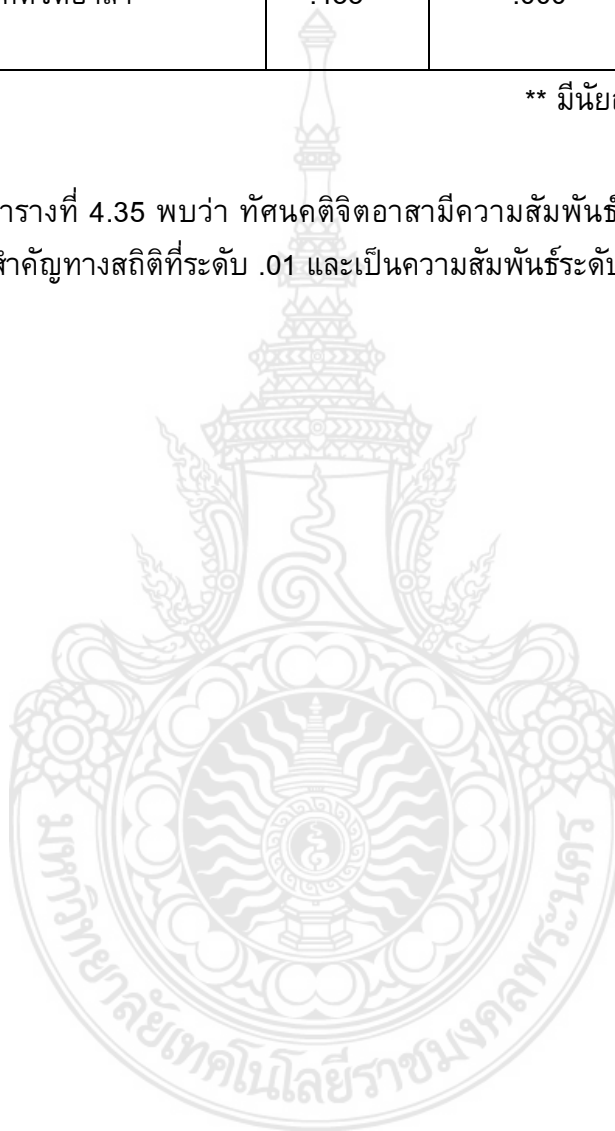 ** มี
ารางที่ 4.35 พบว่า ทัศนคติจิตอาสามีความสัมพันธ์
สำคัญทางสถิติที่ระดับ .01 และเป็นความสัมพันธ์ระดับ
มหาวิทยาลัยเทคโนโลยีราชมงคลพระนคร